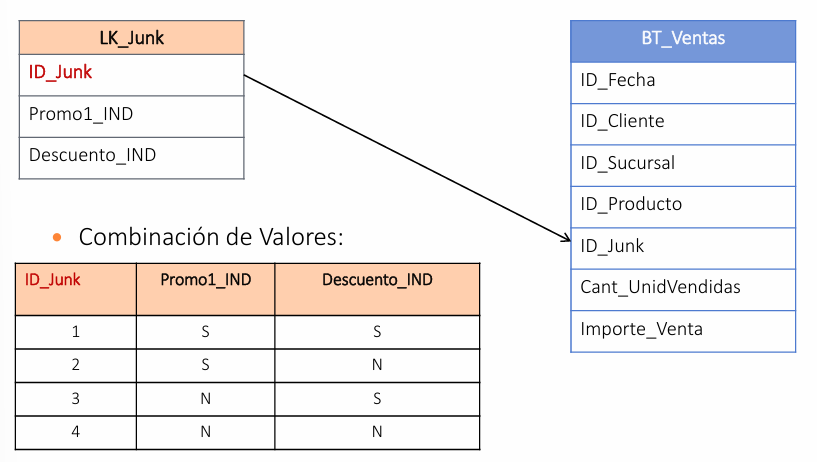 LK_Junk
ID_Junk
Promo1_IND
Descuento_IND
BT_Ventas
ID_Fecha
ID_Cliente
ID_Sucursal
ID_Producto
ID_Junk
Cant_UnidVendidas
Importe_Venta
• Combinación de Valores:
ID_Junk Promo1_IND Descuento_IND
1 S S
2 S N
3 N S
4 N N